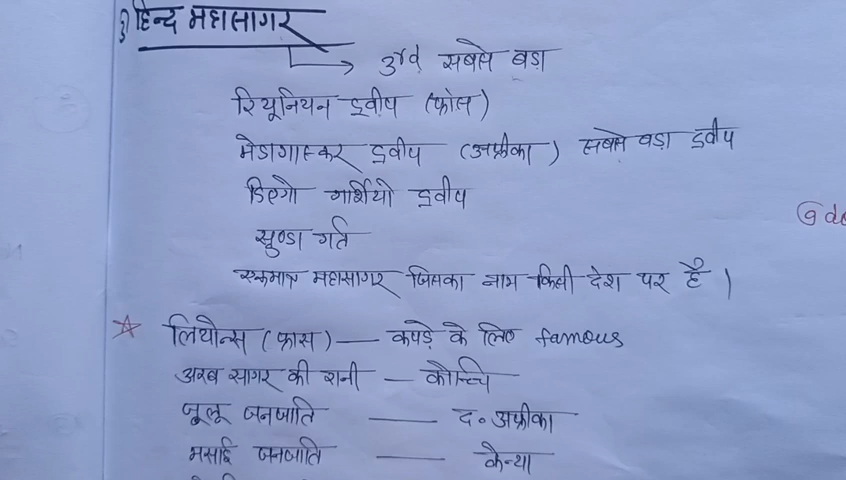 3) हिन्द महासागर
3rd सबसे बड़ा
रियूनियन द्वीप (फ्रांस)
मेडागास्कर द्वीप (अफ्रीका) सबसे बड़ा द्वीप
डिएगो गार्शियो द्वीप
सुण्डा गर्त
एकमात्र महासागर जिसका नाम किसी देश पर है।
लियोन्स (फ्रांस) — कपड़े के लिए famous
अरब सागर की रानी — कोच्चि
जूलू जनजाति — द॰ अफ्रीका
मसाई जनजाति — केन्या